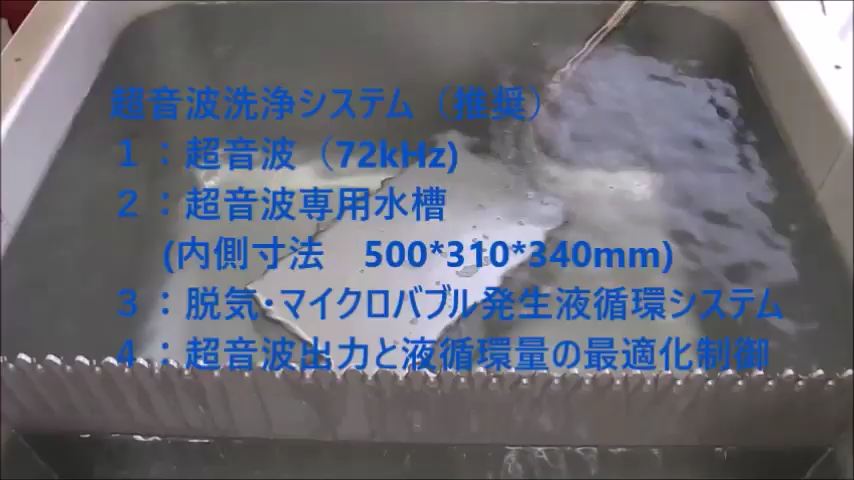 超音波洗浄システム（推奨）
１：超音波（72kHz)
２：超音波専用水槽
(内側寸法　500*310*340mm)
３：脱気・マイクロバブル発生液循環システム
４：超音波出力と液循環量の最適化制御